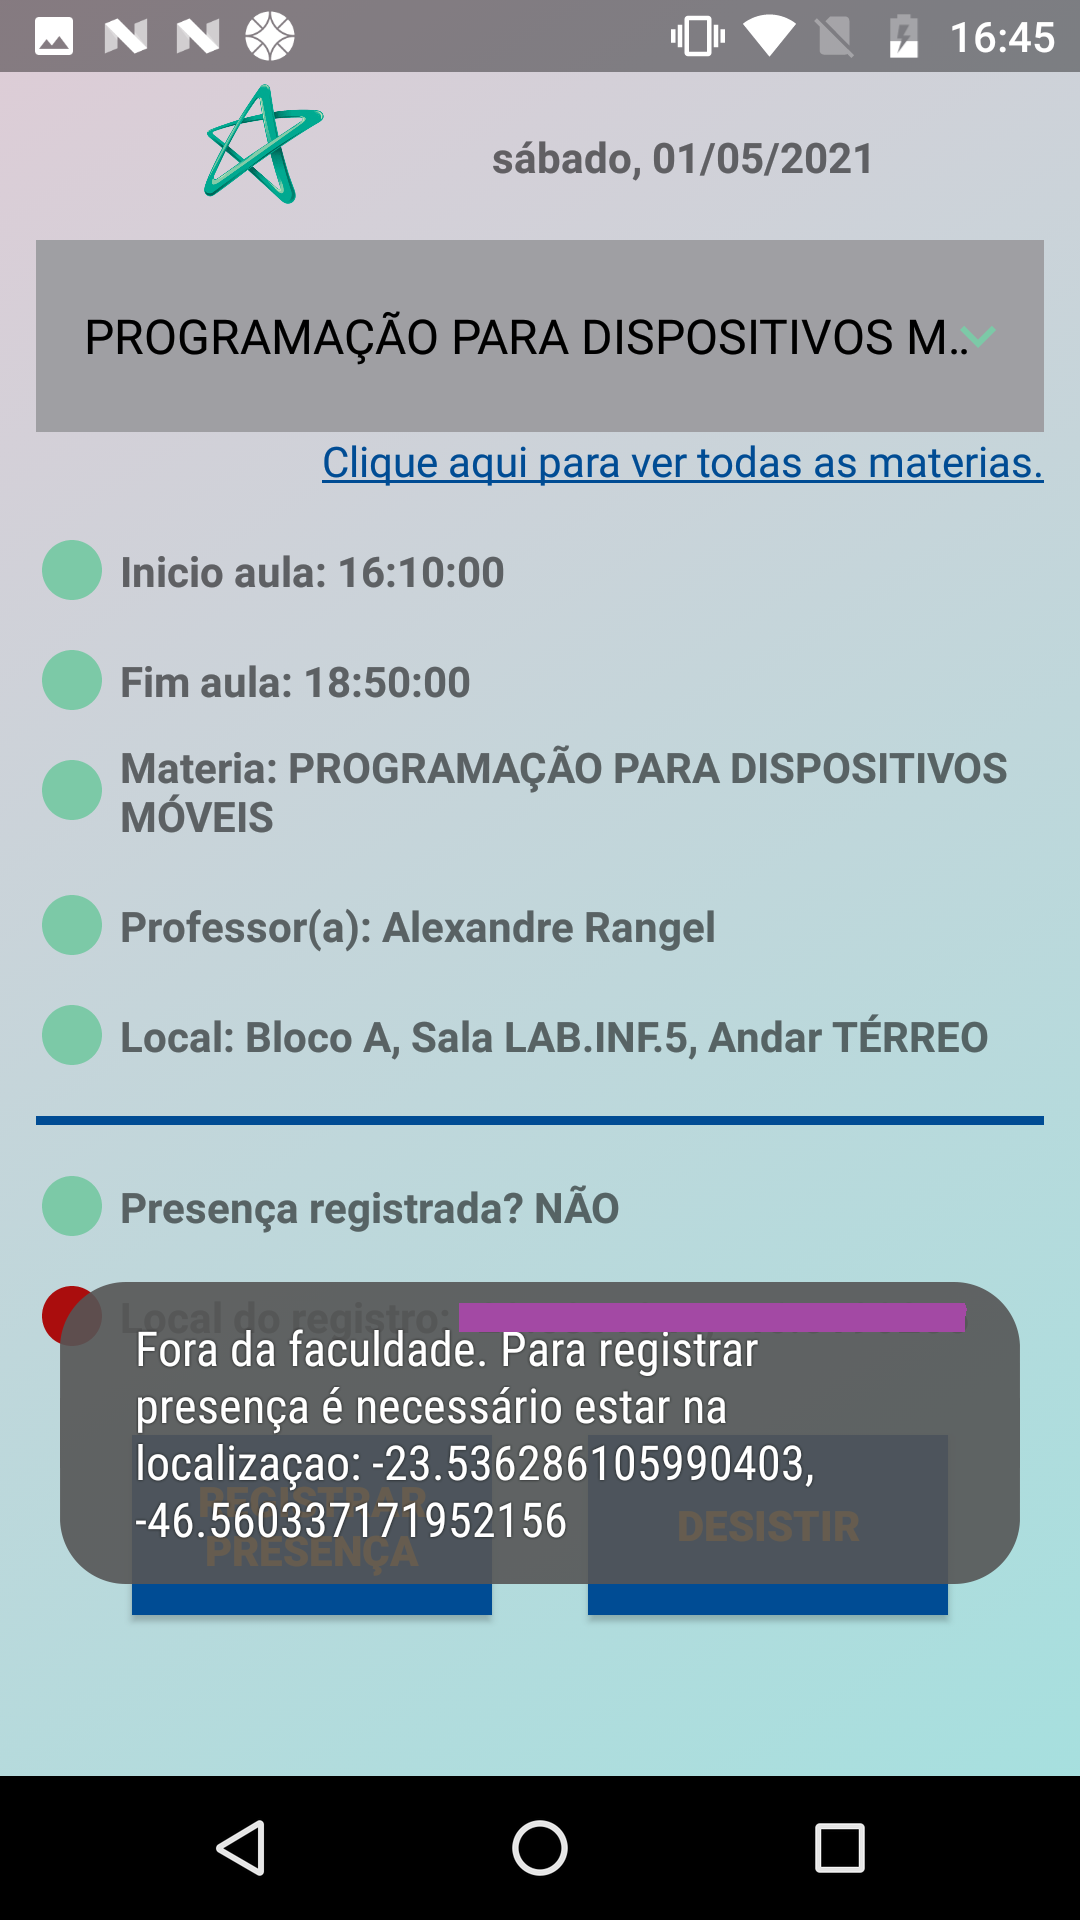 16:45
sábado, 01/05/2021
PROGRAMAÇÃO PARA DISPOSITIVOS M..
Clique aqui para ver todas as materias.
Inicio aula: 16:10:00
Fim aula: 18:50:00
Materia: PROGRAMAÇÃO PARA DISPOSITIVOS
MÓVEIS
Professor(a): Alexandre Rangel
Local: Bloco A, Sala LAB.INF.5, Andar TÉRREO
Presença registrada? NÃO
Local do registro:
Fora da faculdade. Para registrar
presença é necessário estar na
localizaçao: -23.536286105990403,
-46.560337171952156
REGISTRAR
PRESENÇA
DESISTIR